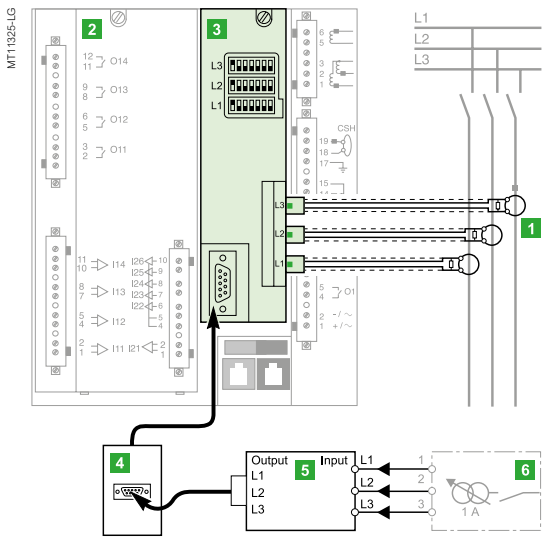 MT11325-LG
2
12
11
O14
9
8
O13
6
5
O12
3
2
O11
11
10
I14
8
7
I13
5
4
I12
2
1
I11
I26
10
I25
9
I24
8
I23
7
I22
6
5
4
I21
2
1
3
L3
L2
L1
L3
L2
L1
6
5
3
2
1
19
CSH
18
17
15
14
5
4
O1
2
-/~
1
+/~
L1
L2
L3
1
4
Output
5
Input
L1
L2
L3
L1
1
L2
2
L3
3
6
1 A